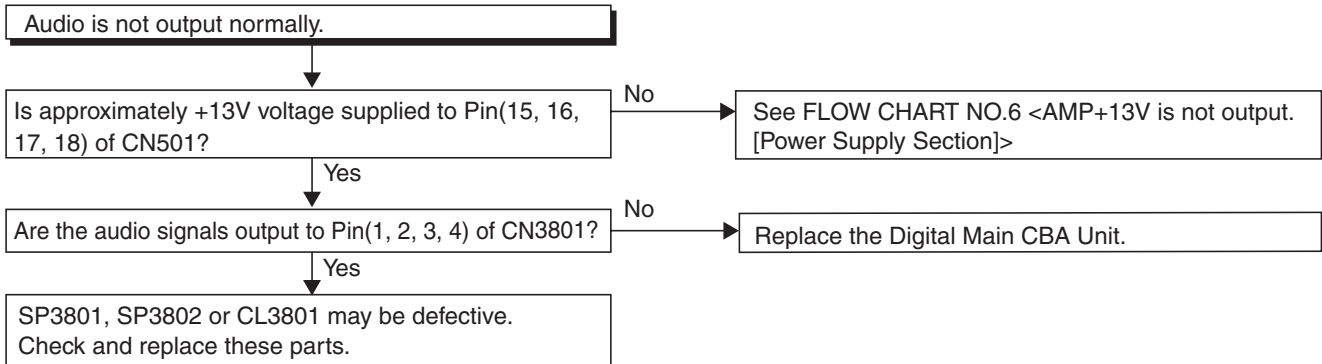 Audio is not output normally.
Is approximately +13V voltage supplied to Pin(15, 16,
17, 18) of CN501?
No
See FLOW CHART NO.6 <AMP+13V is not output.
[Power Supply Section]>
Yes
Are the audio signals output to Pin(1, 2, 3, 4) of CN3801?
No
Replace the Digital Main CBA Unit.
Yes
SP3801, SP3802 or CL3801 may be defective.
Check and replace these parts.